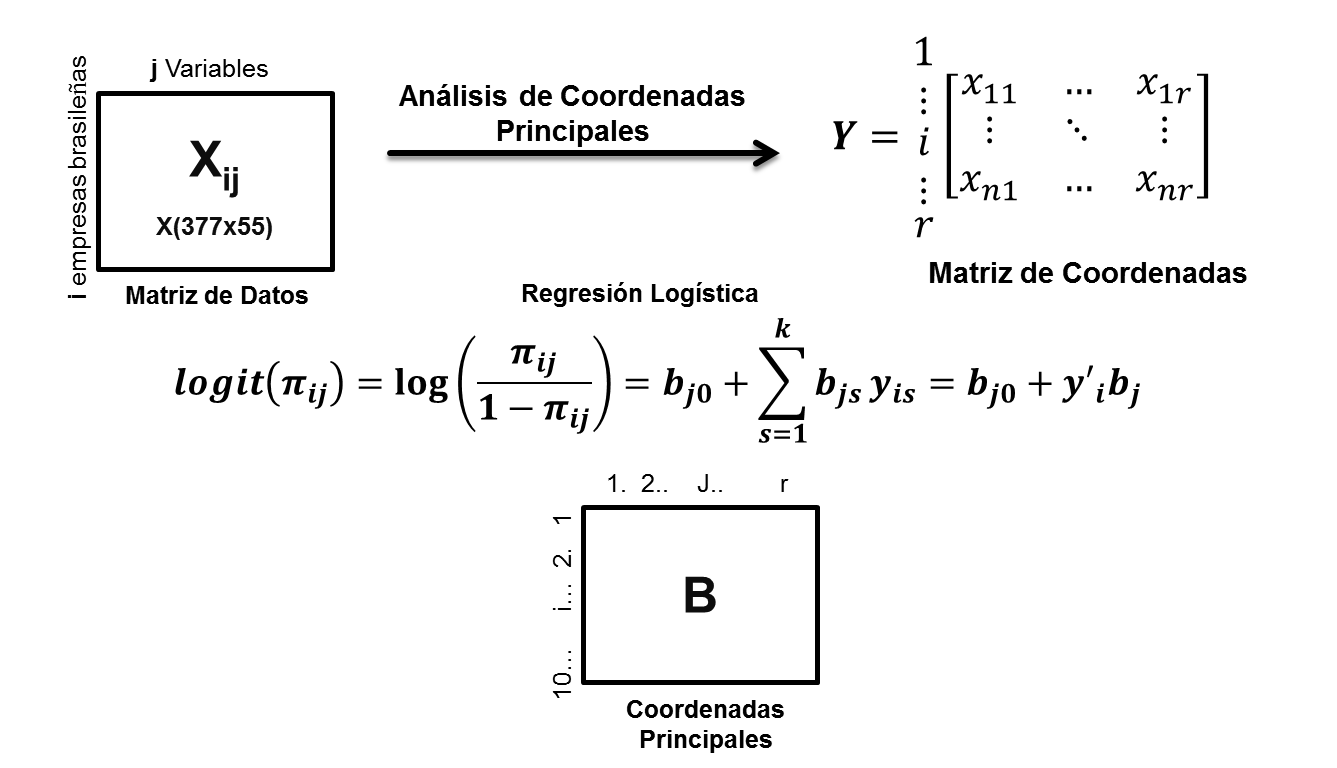 j Variables
i empresas brasileñas
X_ij
X(377x55)
Matriz de Datos
Análisis de Coordenadas
Principales
1
⋮
i
⋮
r
Y =
x_11 ... x_1r
⋮ ⋱ ⋮
x_n1 ... x_nr
Matriz de Coordenadas
Regresión Logística
logit(π_ij) = log(π_ij / (1 − π_ij)) = b_j0 + ∑_{s=1}^{k} b_js y_is = b_j0 + y'_i b_j
1. 2.. J.. r
1 2. i... 10...
B
Coordenadas
Principales